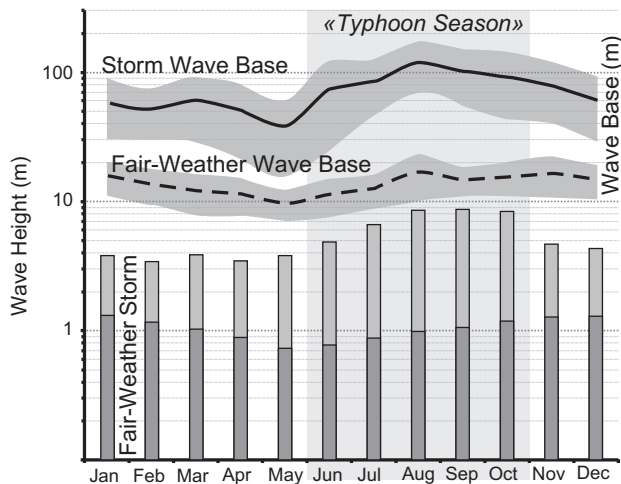 «Typhoon Season»
100
Storm Wave Base
Fair-Weather Wave Base
10
1
Wave Height (m)
Wave Base (m)
Fair-Weather Storm
Jan Feb Mar Apr May Jun Jul Aug Sep Oct Nov Dec